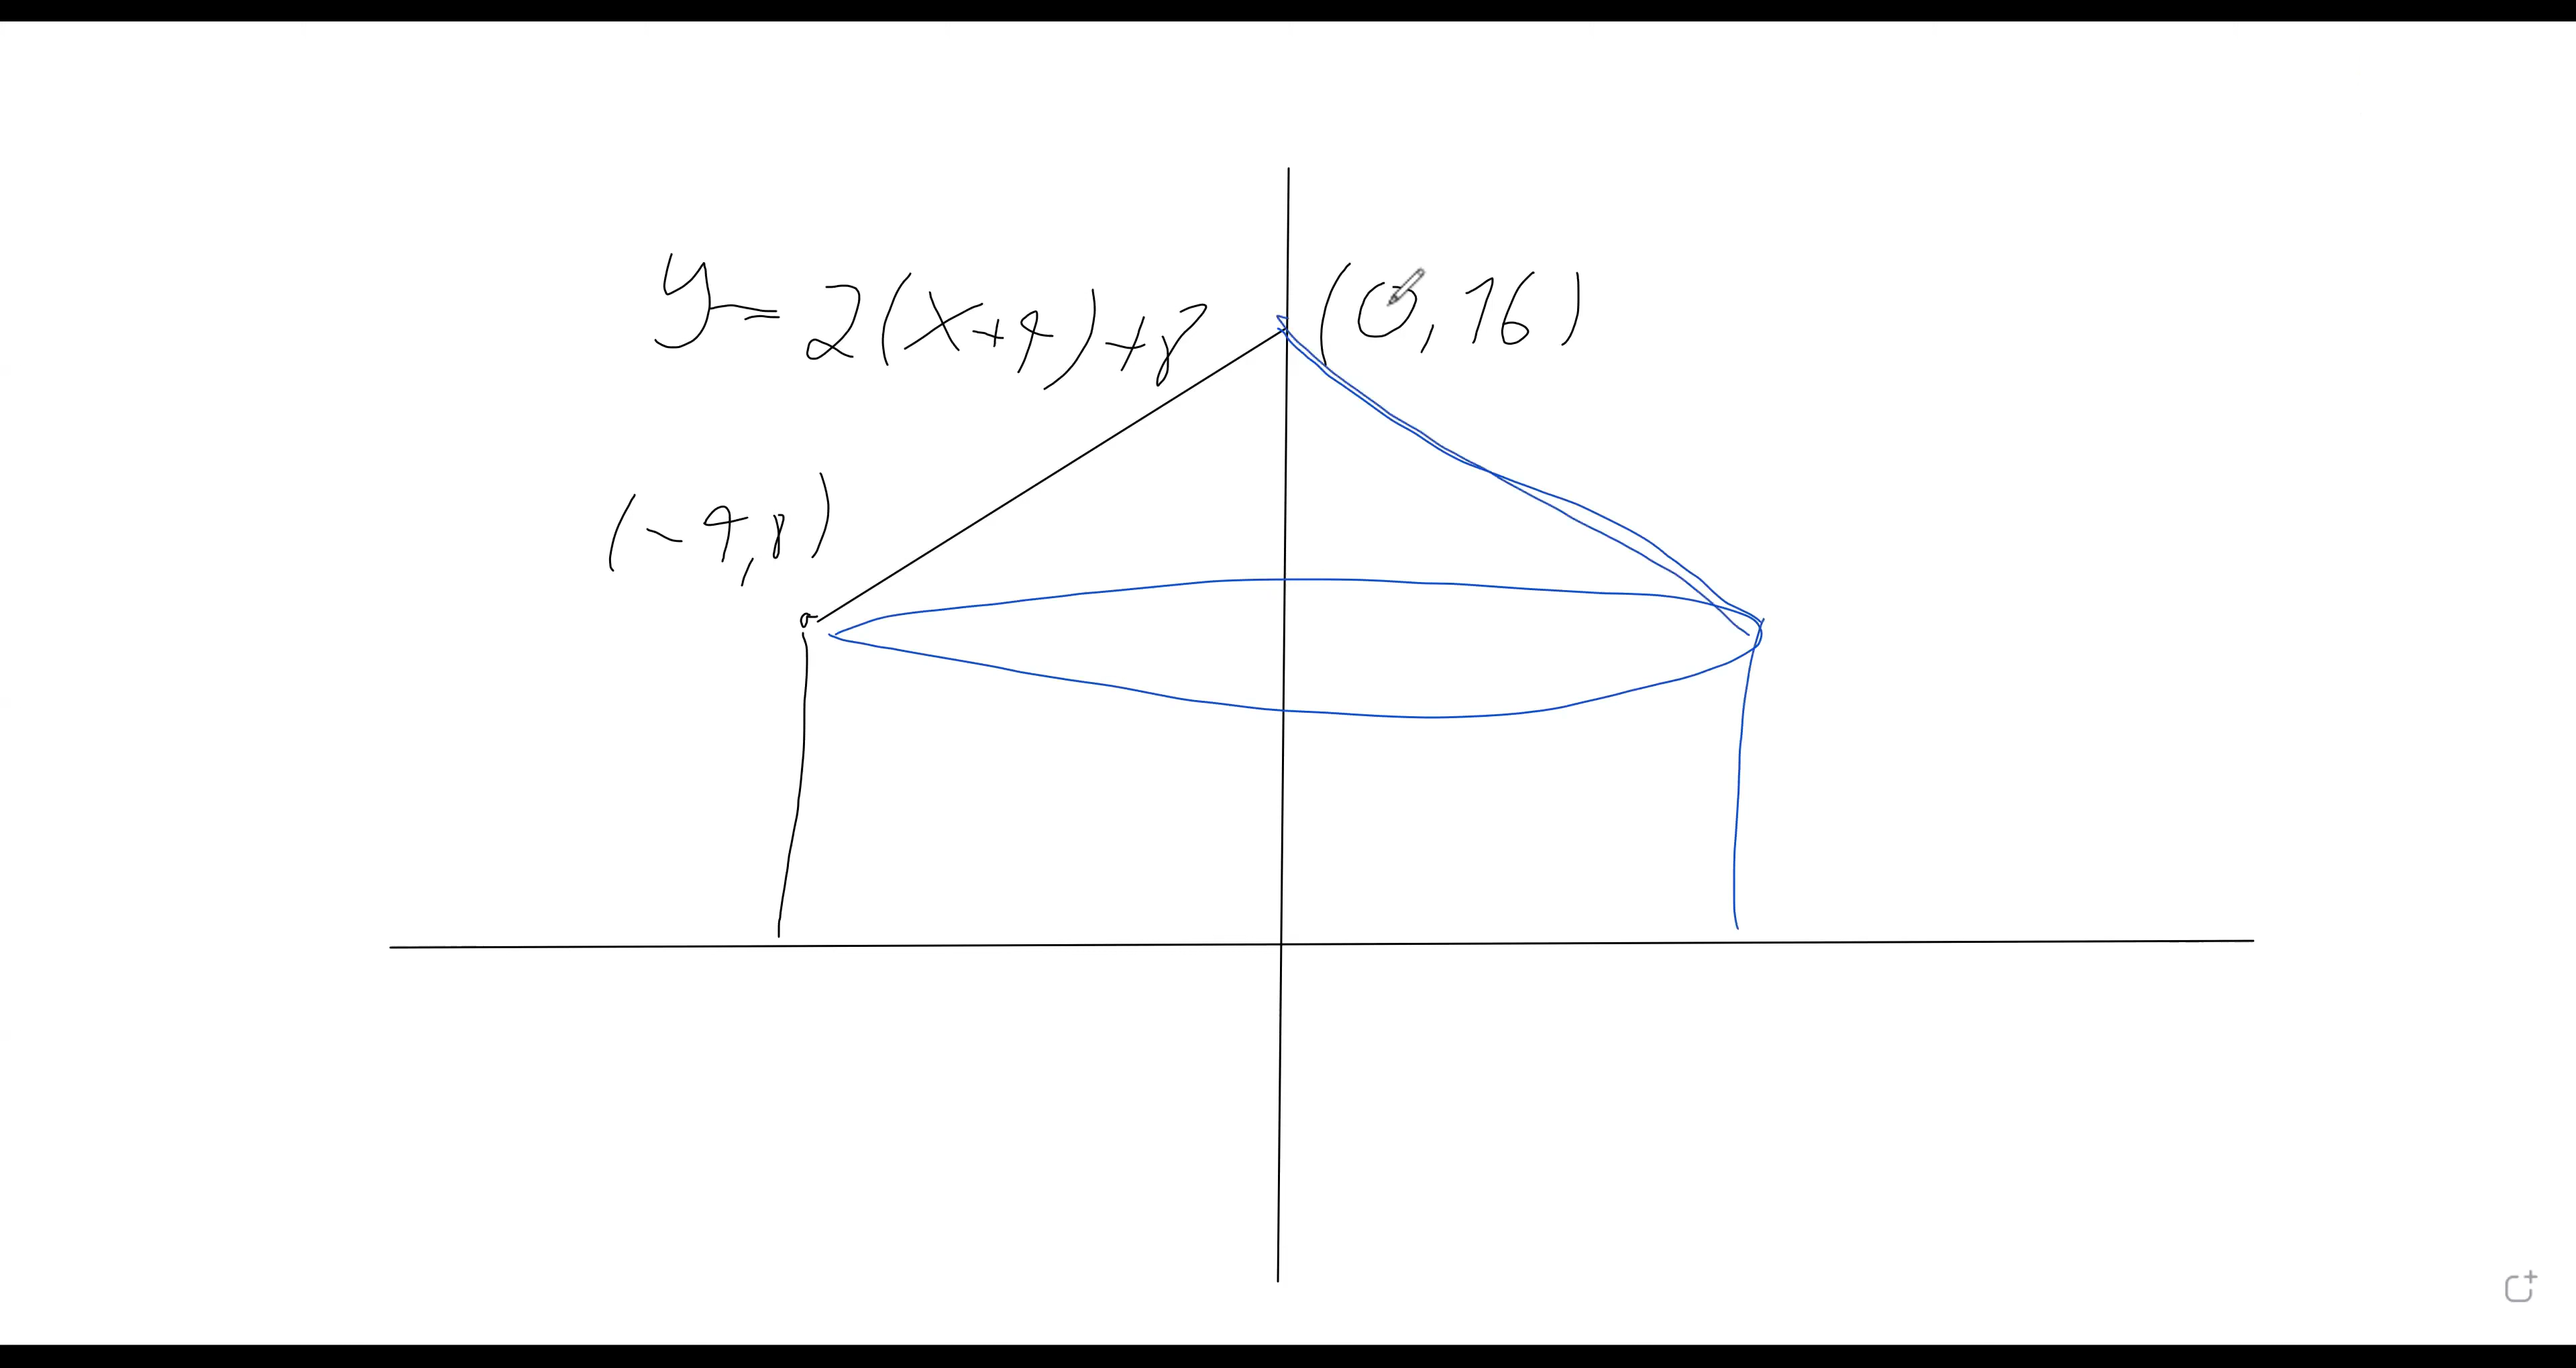 y = 2(x+4)+8
(0, 16)
(-4, 8)